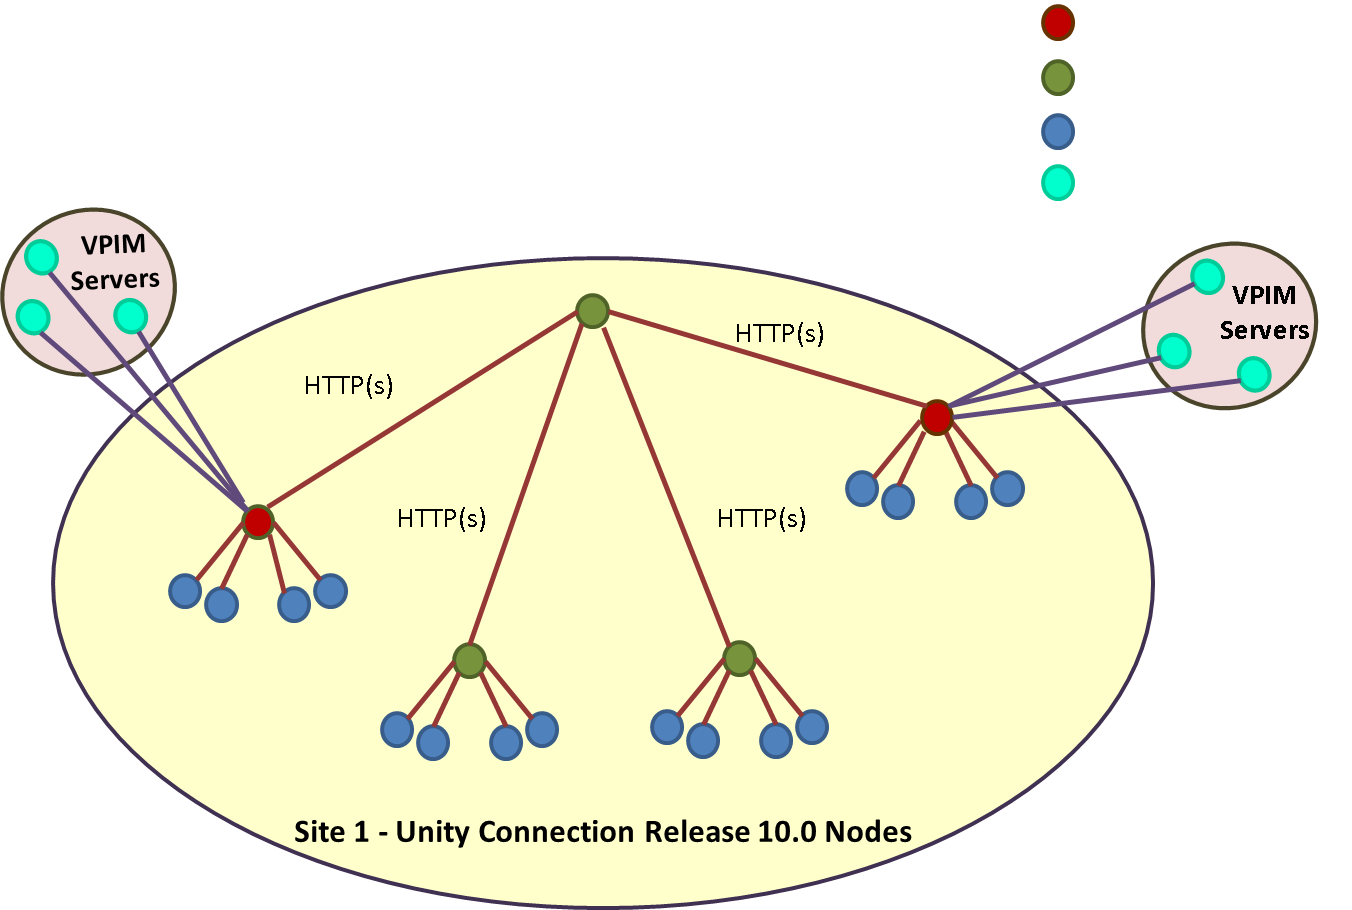 VPIM
Servers
VPIM
Servers
HTTP(s)
HTTP(s)
HTTP(s)
HTTP(s)
Site 1 - Unity Connection Release 10.0 Nodes